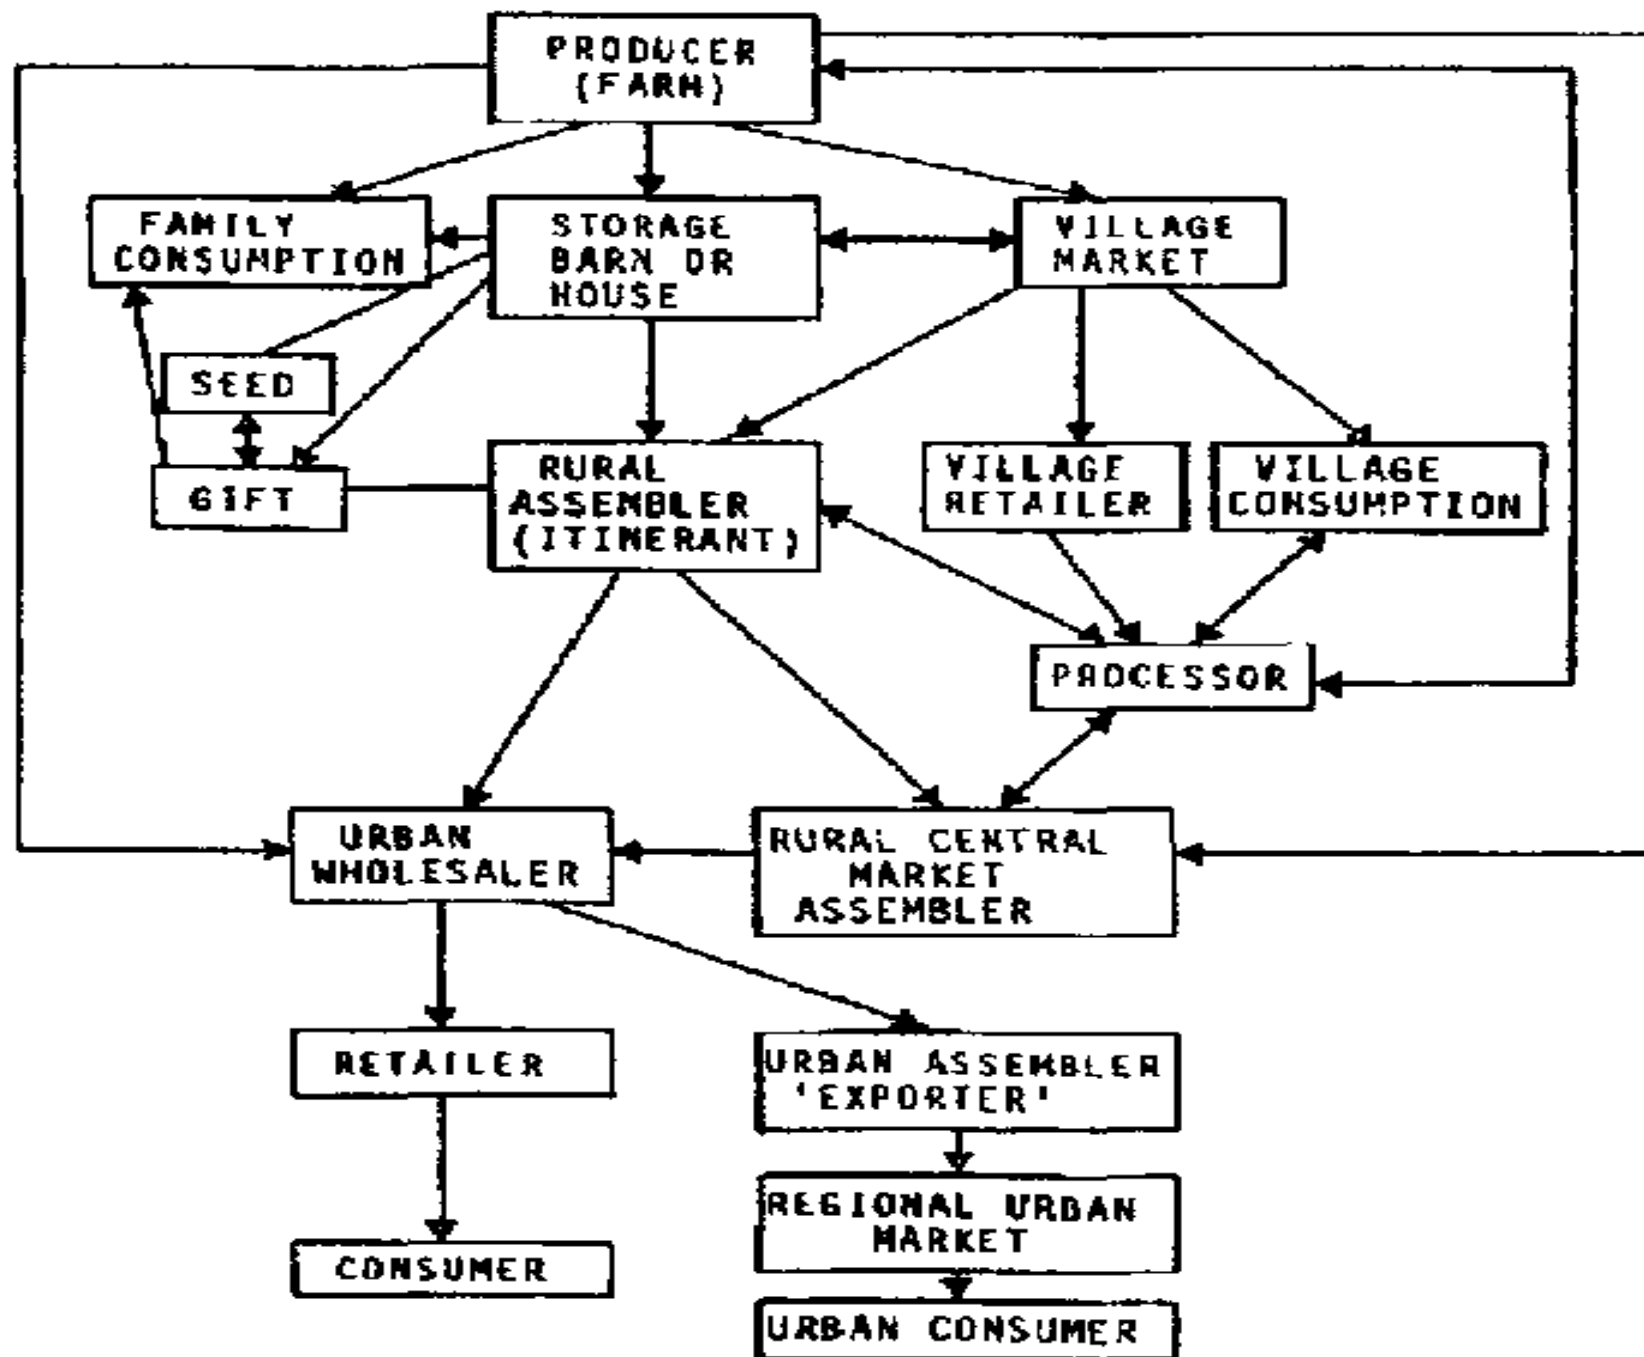 PRODUCER
(FARM)
FAMILY
CONSUMPTION
STORAGE
BARN OR
HOUSE
VILLAGE
MARKET
SEED
GIFT
RURAL
ASSEMBLER
(ITINERANT)
VILLAGE
RETAILER
VILLAGE
CONSUMPTION
PROCESSOR
URBAN
WHOLESALER
RURAL CENTRAL
MARKET
ASSEMBLER
RETAILER
URBAN ASSEMBLER
'EXPORTER'
REGIONAL URBAN
MARKET
CONSUMER
URBAN CONSUMER